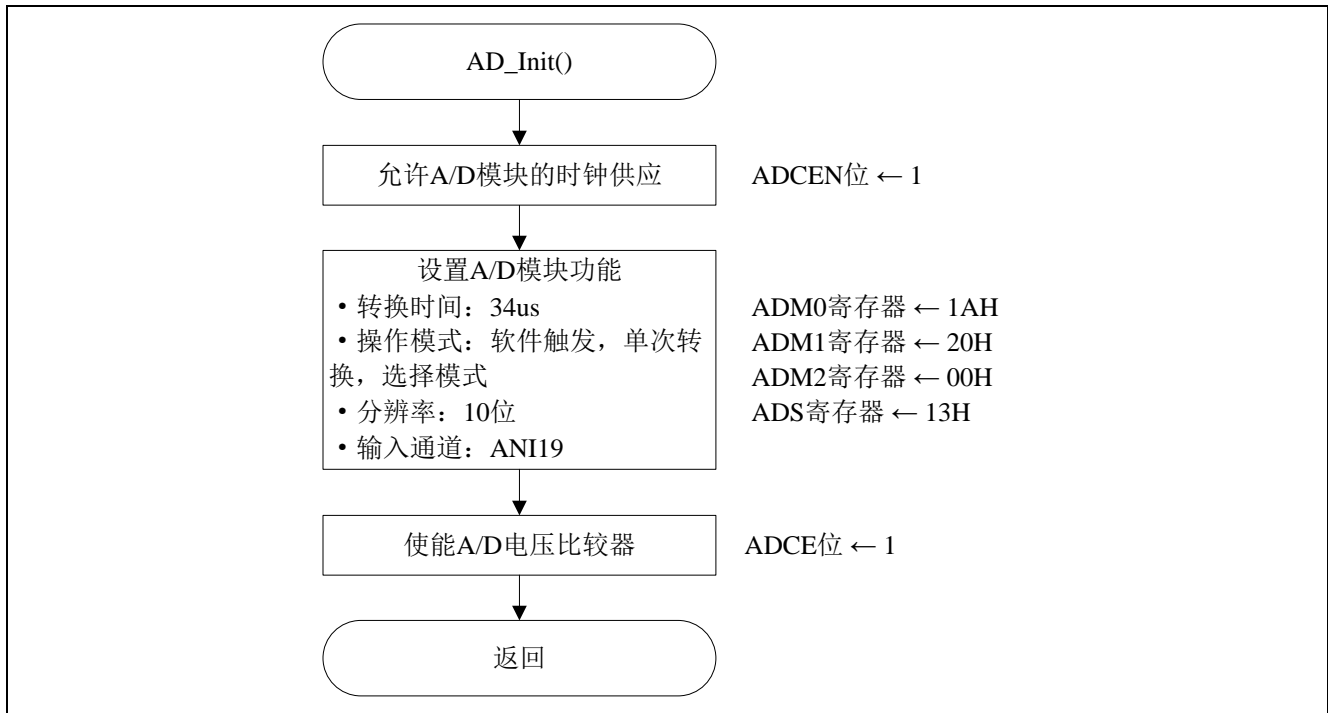 AD_Init()
允许A/D模块的时钟供应
ADCEN位 ← 1
设置A/D模块功能
•转换时间：34us
•操作模式：软件触发，单次转
换，选择模式
•分辨率：10位
•输入通道：ANI19
ADM0寄存器 ← 1AH
ADM1寄存器 ← 20H
ADM2寄存器 ← 00H
ADS寄存器 ← 13H
使能A/D电压比较器
ADCE位 ← 1
返回